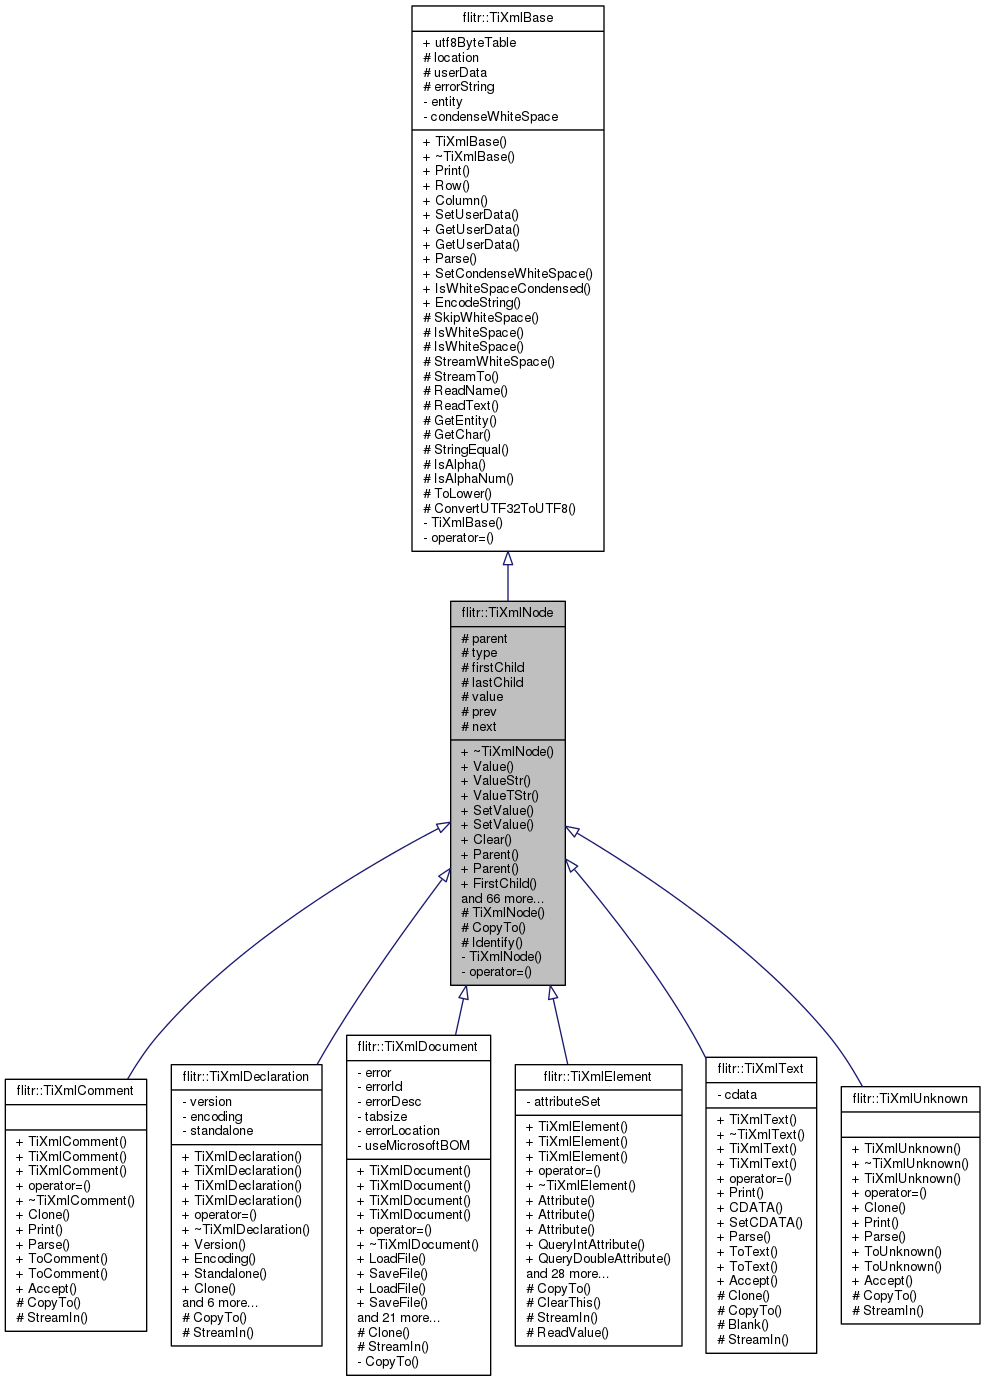 flitr::TiXmlBase
+ utf8ByteTable
# location
# userData
# errorString
- entity
- condenseWhiteSpace
+ TiXmlBase()
+ ~TiXmlBase()
+ Print()
+ Row()
+ Column()
+ SetUserData()
+ GetUserData()
+ GetUserData()
+ Parse()
+ SetCondenseWhiteSpace()
+ IsWhiteSpaceCondensed()
+ EncodeString()
# SkipWhiteSpace()
# IsWhiteSpace()
# IsWhiteSpace()
# StreamWhiteSpace()
# StreamTo()
# ReadName()
# ReadText()
# GetEntity()
# GetChar()
# StringEqual()
# IsAlpha()
# IsAlphaNum()
# ToLower()
# ConvertUTF32ToUTF8()
- TiXmlBase()
- operator=()
flitr::TiXmlNode
# parent
# type
# firstChild
# lastChild
# value
# prev
# next
+ ~TiXmlNode()
+ Value()
+ ValueStr()
+ ValueTStr()
+ SetValue()
+ SetValue()
+ Clear()
+ Parent()
+ Parent()
+ FirstChild()
and 66 more...
# TiXmlNode()
# CopyTo()
# Identify()
- TiXmlNode()
- operator=()
flitr::TiXmlComment
+ TiXmlComment()
+ TiXmlComment()
+ TiXmlComment()
+ operator=()
+ ~TiXmlComment()
+ Clone()
+ Print()
+ Parse()
+ ToComment()
+ ToComment()
+ Accept()
# CopyTo()
# StreamIn()
flitr::TiXmlDeclaration
- version
- encoding
- standalone
+ TiXmlDeclaration()
+ TiXmlDeclaration()
+ TiXmlDeclaration()
+ TiXmlDeclaration()
+ operator=()
+ ~TiXmlDeclaration()
+ Version()
+ Encoding()
+ Standalone()
+ Clone()
and 6 more...
# CopyTo()
# StreamIn()
flitr::TiXmlDocument
- error
- errorId
- errorDesc
- tabsize
- errorLocation
- useMicrosoftBOM
+ TiXmlDocument()
+ TiXmlDocument()
+ TiXmlDocument()
+ TiXmlDocument()
+ operator=()
+ ~TiXmlDocument()
+ LoadFile()
+ SaveFile()
+ LoadFile()
+ SaveFile()
and 21 more...
# Clone()
# StreamIn()
- CopyTo()
flitr::TiXmlElement
- attributeSet
+ TiXmlElement()
+ TiXmlElement()
+ TiXmlElement()
+ operator=()
+ ~TiXmlElement()
+ Attribute()
+ Attribute()
+ Attribute()
+ QueryIntAttribute()
+ QueryDoubleAttribute()
and 28 more...
# CopyTo()
# ClearThis()
# StreamIn()
# ReadValue()
flitr::TiXmlText
- cdata
+ TiXmlText()
+ ~TiXmlText()
+ TiXmlText()
+ TiXmlText()
+ operator=()
+ Print()
+ CDATA()
+ SetCDATA()
+ Parse()
+ ToText()
+ ToText()
+ Accept()
# Clone()
# CopyTo()
# Blank()
# StreamIn()
flitr::TiXmlUnknown
+ TiXmlUnknown()
+ ~TiXmlUnknown()
+ TiXmlUnknown()
+ operator=()
+ Clone()
+ Print()
+ Parse()
+ ToUnknown()
+ ToUnknown()
+ Accept()
# CopyTo()
# StreamIn()